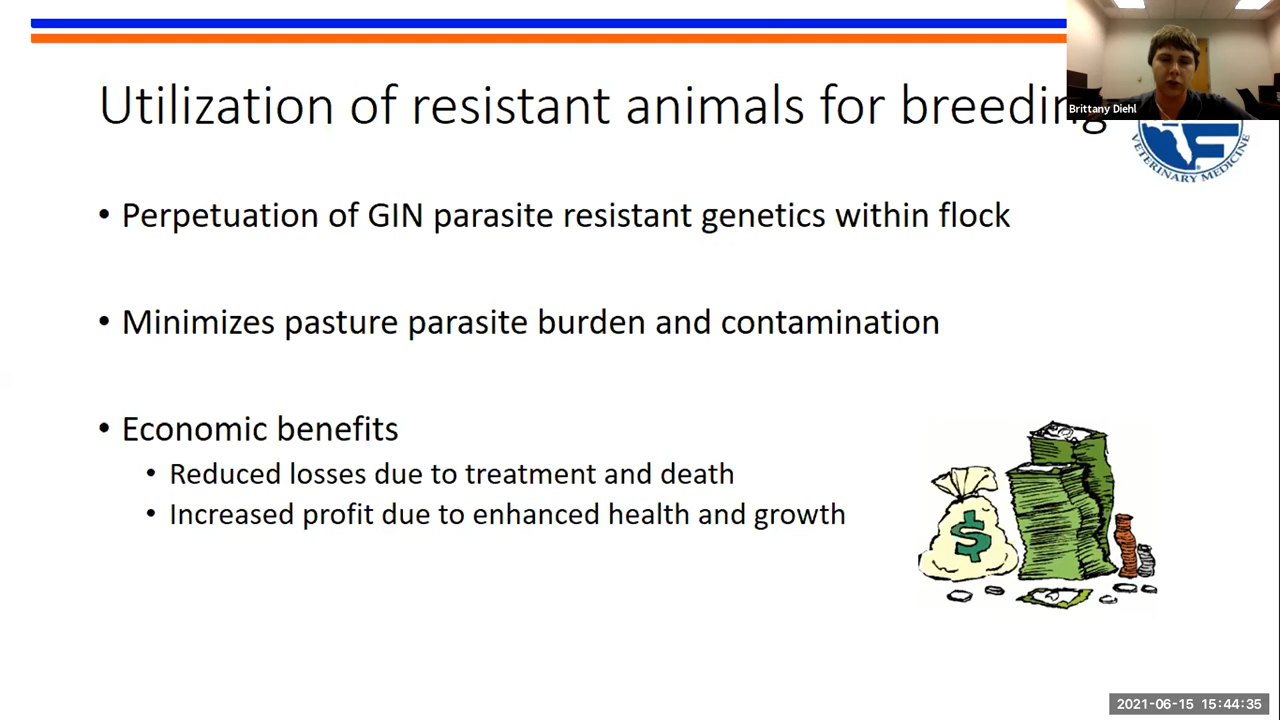 Utilization of resistant animals for breeding
Brittany Diehl
VETERINARY MEDICINE
• Perpetuation of GIN parasite resistant genetics within flock
• Minimizes pasture parasite burden and contamination
• Economic benefits
• Reduced losses due to treatment and death
• Increased profit due to enhanced health and growth
$
2021-06-15 15:44:35